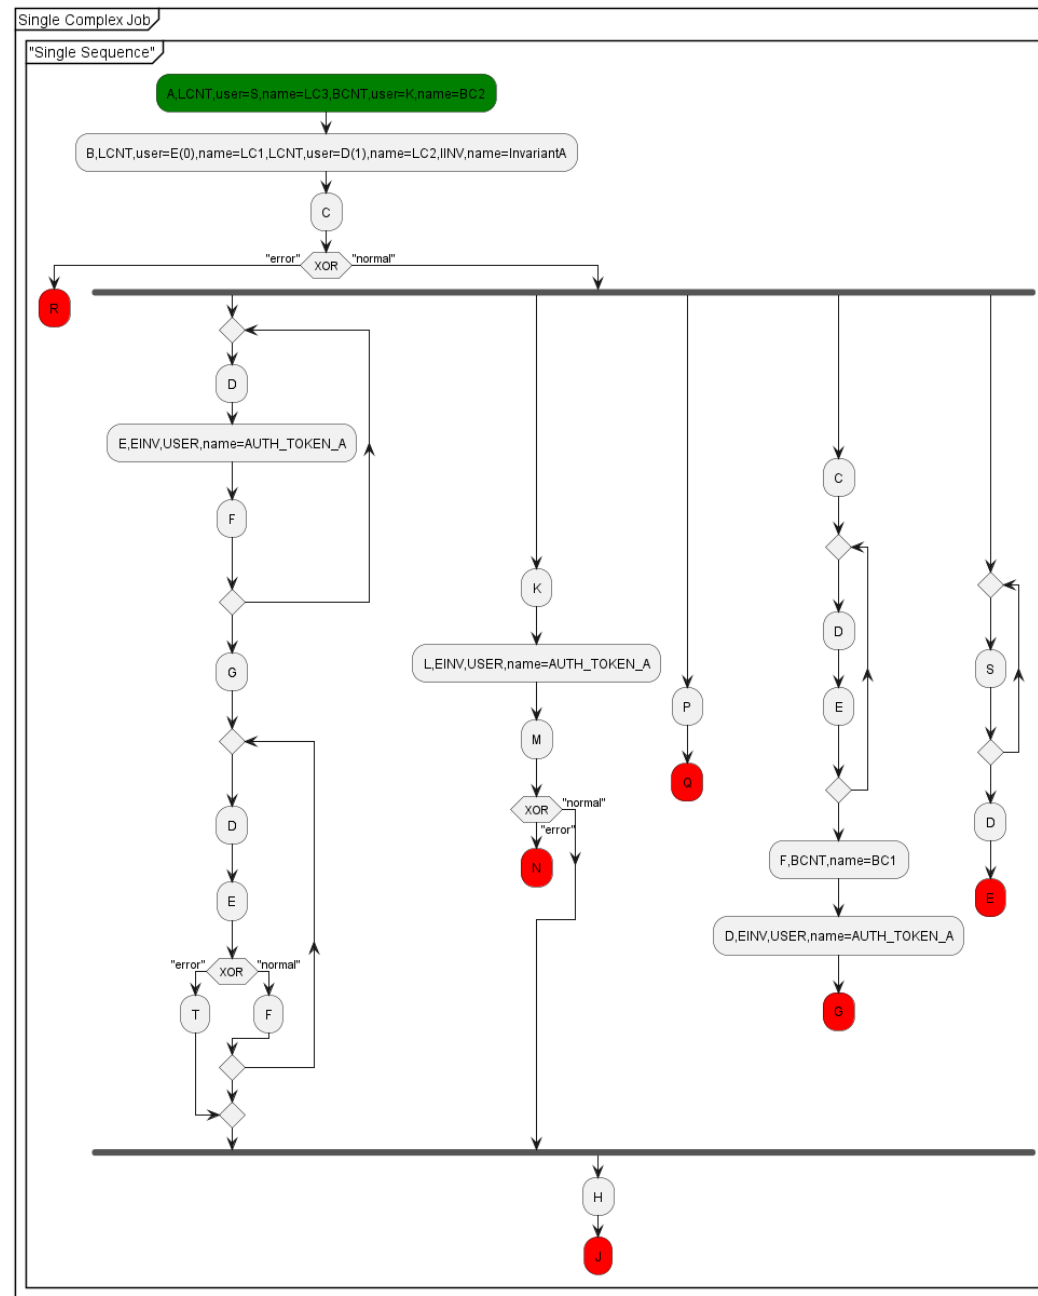 Single Complex Job
"Single Sequence"
A,LCNT,user=S,name=LC3,BCNT,user=K,name=BC2
B,LCNT,user=E(0),name=LC1,LCNT,user=D(1),name=LC2,IINV,name=InvariantA
C
"error"
XOR
"normal"
R
D
E,EINV,USER,name=AUTH_TOKEN_A
F
G
D
E
"error"
XOR
"normal"
T
F
K
L,EINV,USER,name=AUTH_TOKEN_A
M
XOR
"normal"
"error"
N
P
Q
C
D
E
F,BCNT,name=BC1
D,EINV,USER,name=AUTH_TOKEN_A
G
S
D
E
H
J